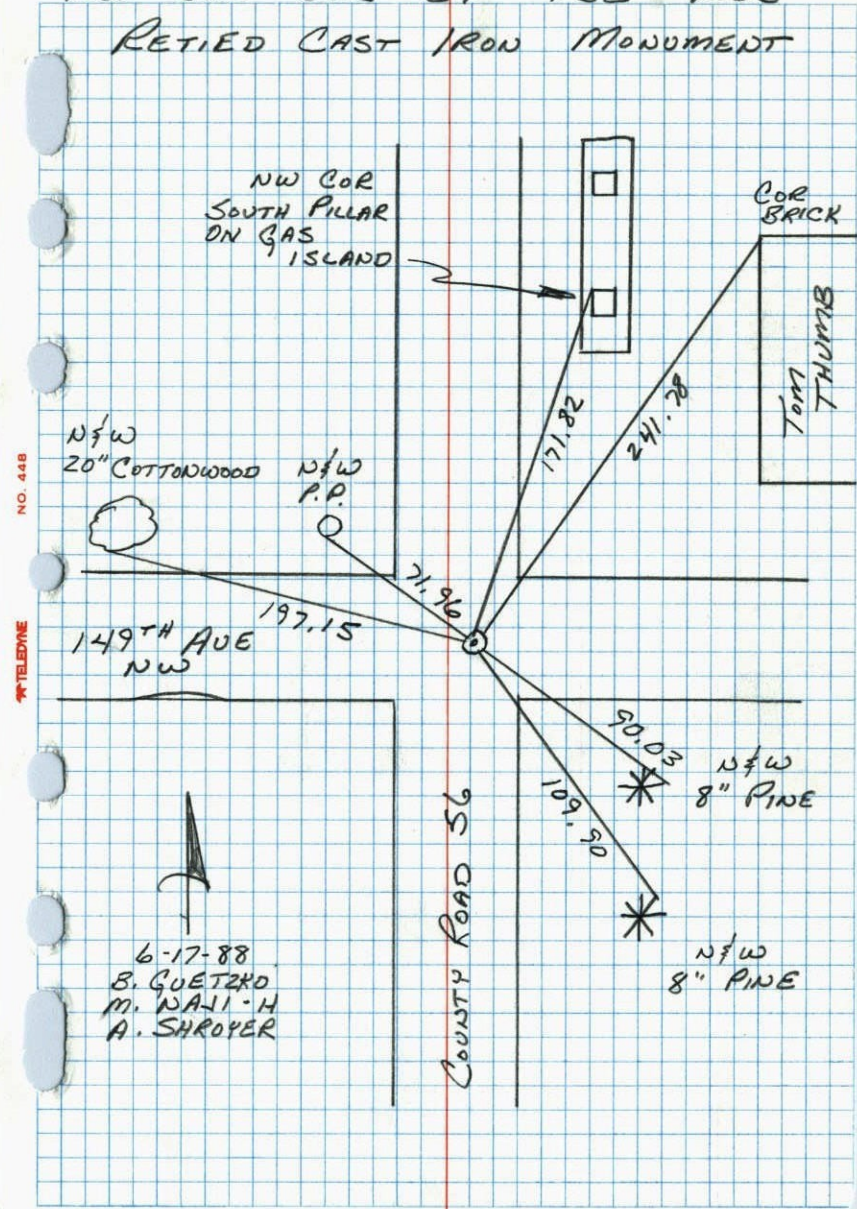 RETIED CAST IRON MONUMENT
NW COR
SOUTH PILLAR
ON GAS
ISLAND
COR
BRICK
TOM
THUMB
171.82
241.78
N&W
20" COTTONWOOD
N&W
P.P.
71.96
197.15
149TH AVE
NW
90.03
N&W
8" PINE
109.90
N&W
8" PINE
COUNTY ROAD 56
6-17-88
B. GUETZKO
M. NAJI-H
A. SHROYER
NO. 448
TELEDYNE